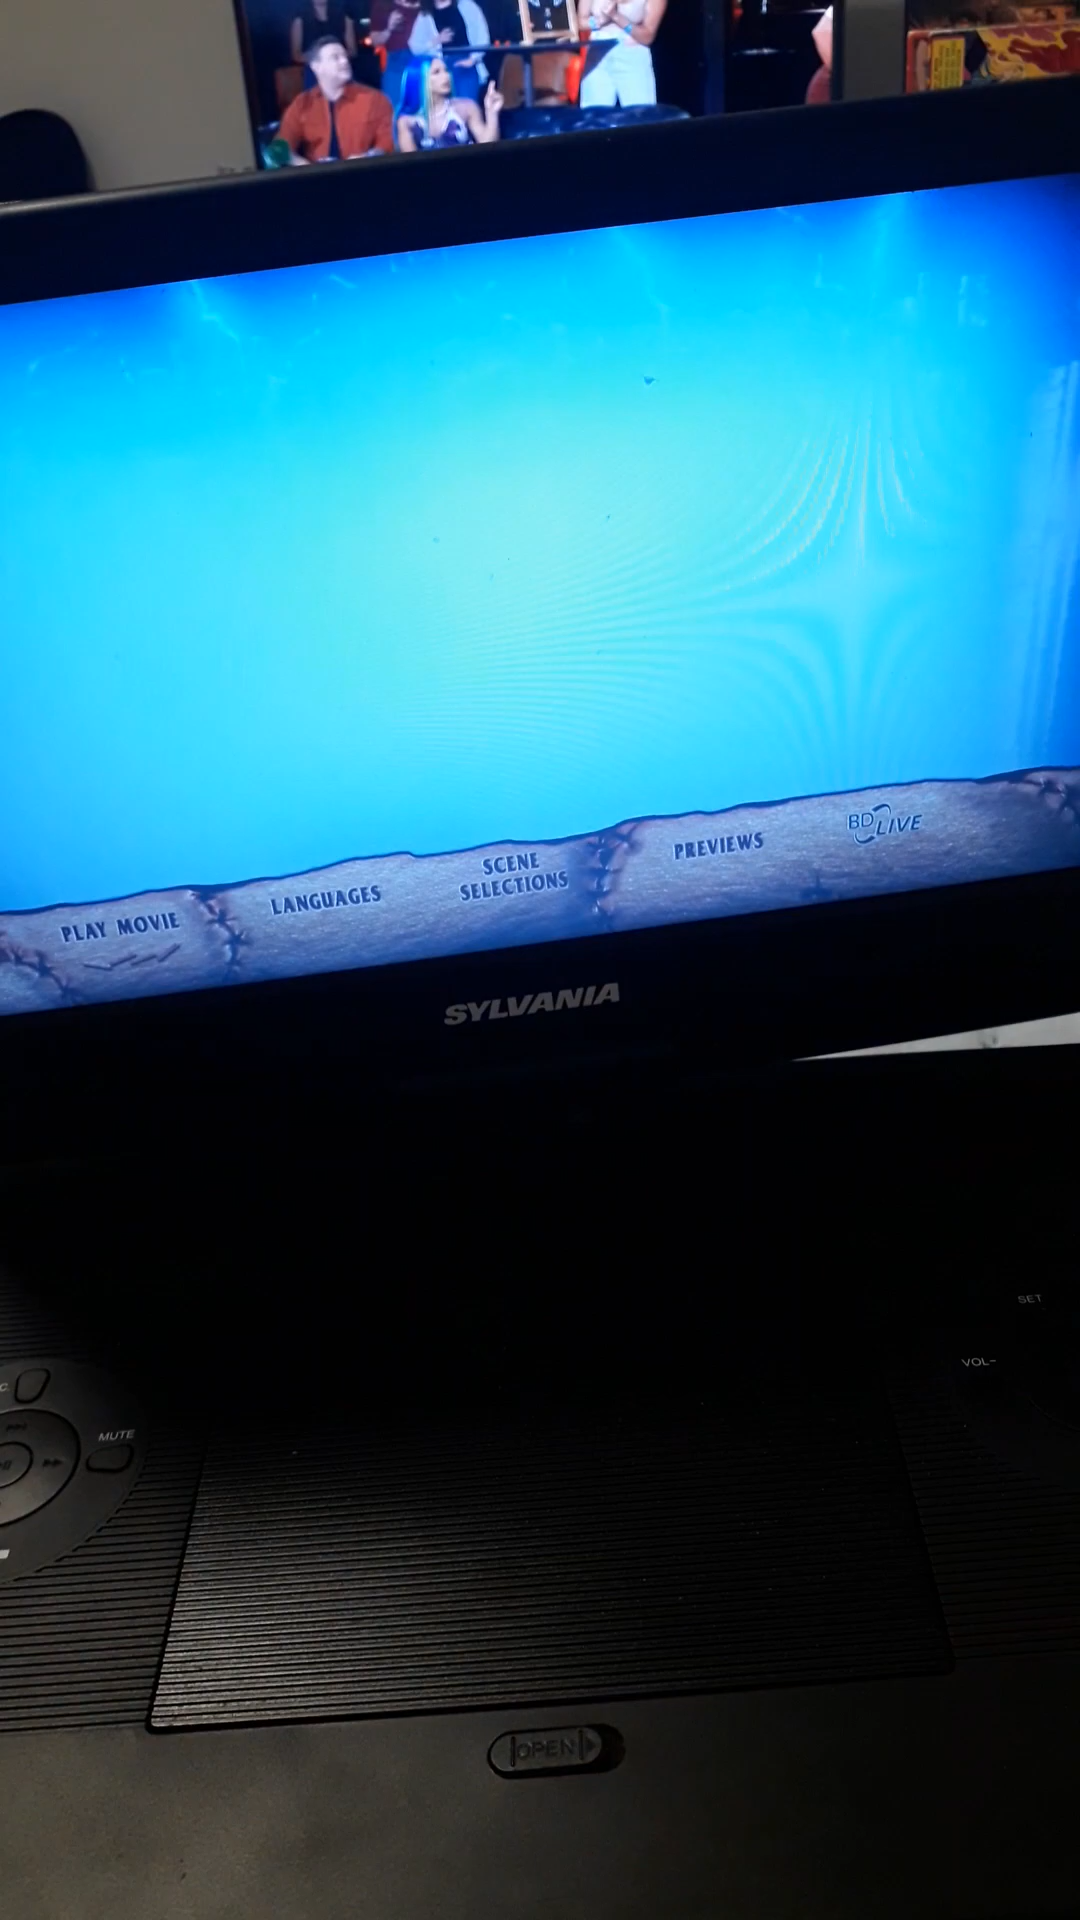 PLAY MOVIE
LANGUAGES
SCENE
SELECTIONS
PREVIEWS
BD LIVE
SYLVANIA
SET
VOL-
MUTE
OPEN